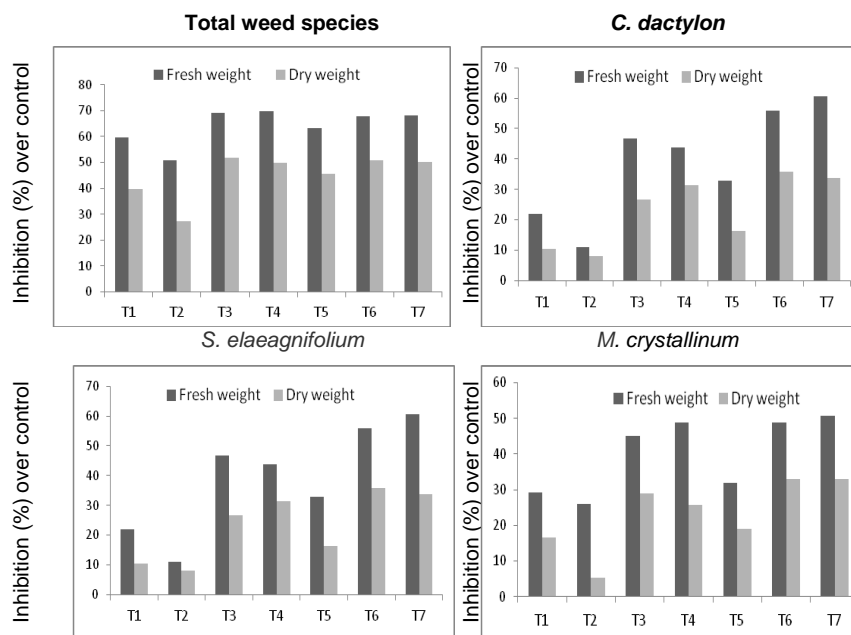 Total weed species
Inhibition (%) over control
Fresh weight Dry weight
80
70
60
50
40
30
20
10
0
T1 T2 T3 T4 T5 T6 T7
C. dactylon
Inhibition (%) over control
Fresh weight Dry weight
70
60
50
40
30
20
10
0
T1 T2 T3 T4 T5 T6 T7
S. elaeagnifolium
Inhibition (%) over control
Fresh weight Dry weight
70
60
50
40
30
20
10
0
T1 T2 T3 T4 T5 T6 T7
M. crystallinum
Inhibition (%) over control
Fresh weight Dry weight
60
50
40
30
20
10
0
T1 T2 T3 T4 T5 T6 T7